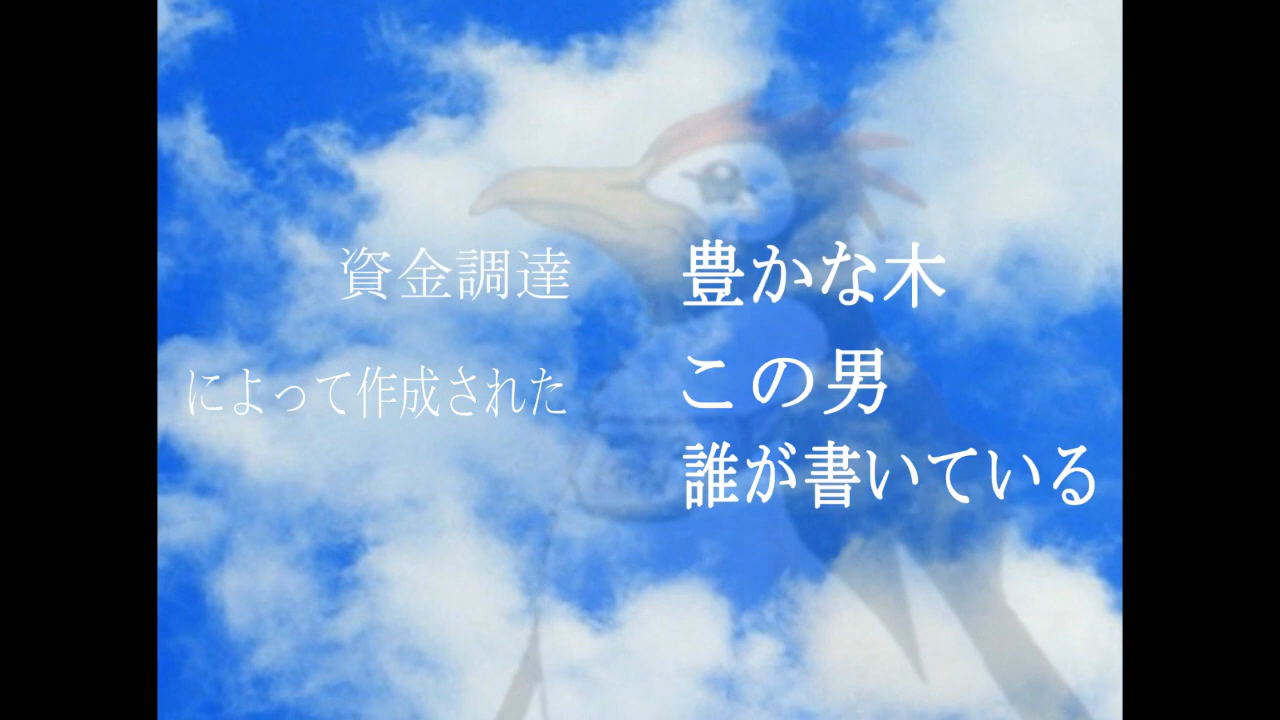 資金調達 豊かな木
によって作成された この男
誰が書いている